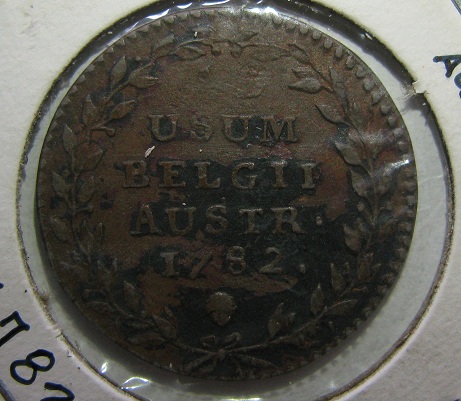 USUM
BELGII
AUSTR.
1782.